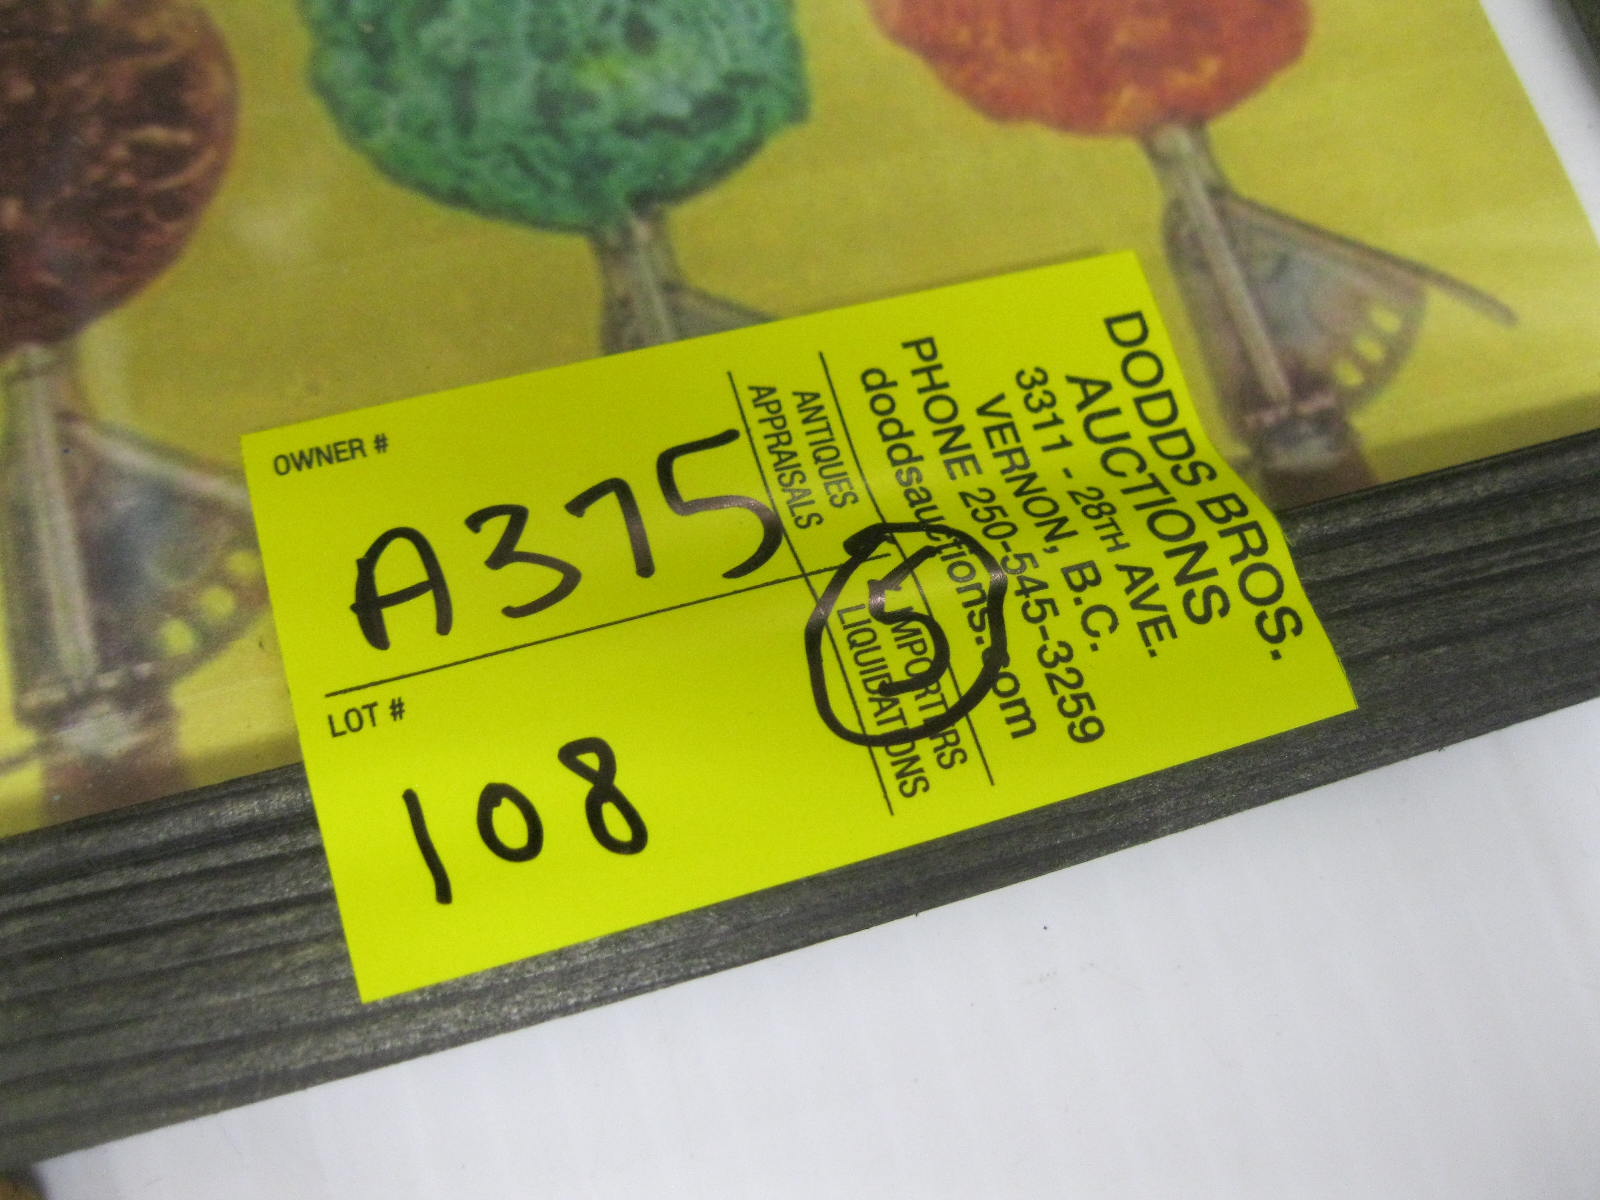 OWNER #
A375
LOT #
108
DODDS BROS.
AUCTIONS
3311 - 28TH AVE.
VERNON, B.C.
PHONE 250-545-3259
doddsauctions.com
ANTIQUES
APPRAISALS
IMPORTERS
LIQUIDATIONS
5